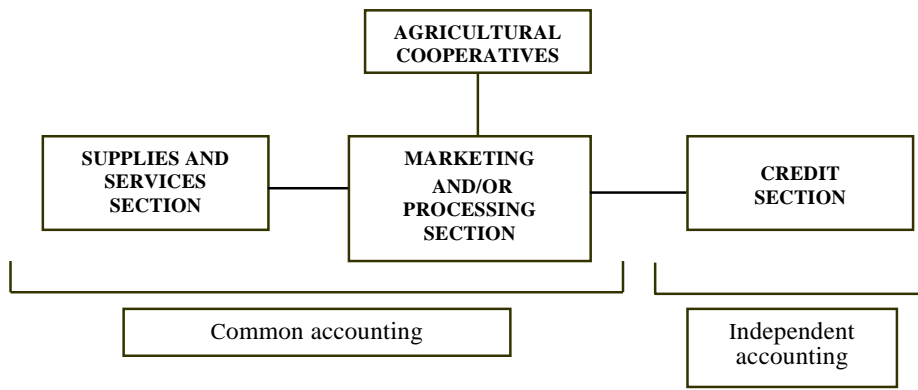 AGRICULTURAL
COOPERATIVES
SUPPLIES AND
SERVICES
SECTION
MARKETING
AND/OR
PROCESSING
SECTION
CREDIT
SECTION
Common accounting
Independent
accounting